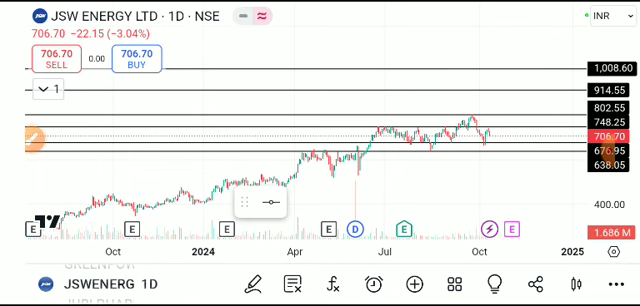 JSW ENERGY LTD · 1D · NSE
INR
706.70 −22.15 (−3.04%)
706.70
SELL
0.00
706.70
BUY
1
1,008.60
914.55
802.55
748.25
706.70
676.95
638.05
400.00
1.686 M
E
E
E
E
D
E
E
Oct
2024
Apr
Jul
Oct
2025
JSWENERG 1D